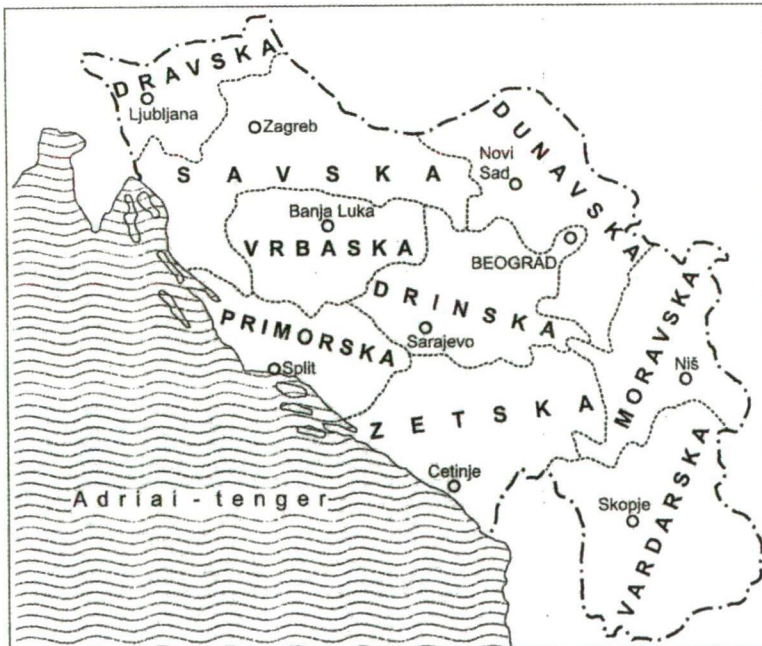 DRAVSKA
Ljubljana
Zagreb
SAVSKA
DUNAVSKA
Novi
Sad
Banja Luka
VRBASKA
BEOGRAD
DRINSKA
Sarajevo
PRIMORSKA
Split
MORAVSKA
Niš
ZETSKA
Cetinje
Adriai-tenger
Skopje
VARDARSKA